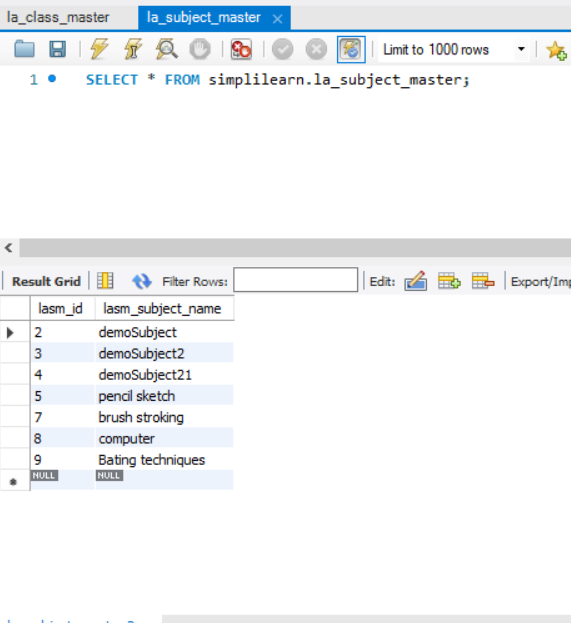 la_class_master la_subject_master ×
Limit to 1000 rows
1 SELECT * FROM simplilearn.la_subject_master;
Result Grid Filter Rows: Edit: Export/Imp
lasm_id lasm_subject_name
2 demoSubject
3 demoSubject2
4 demoSubject21
5 pencil sketch
7 brush stroking
8 computer
9 Bating techniques
NULL NULL